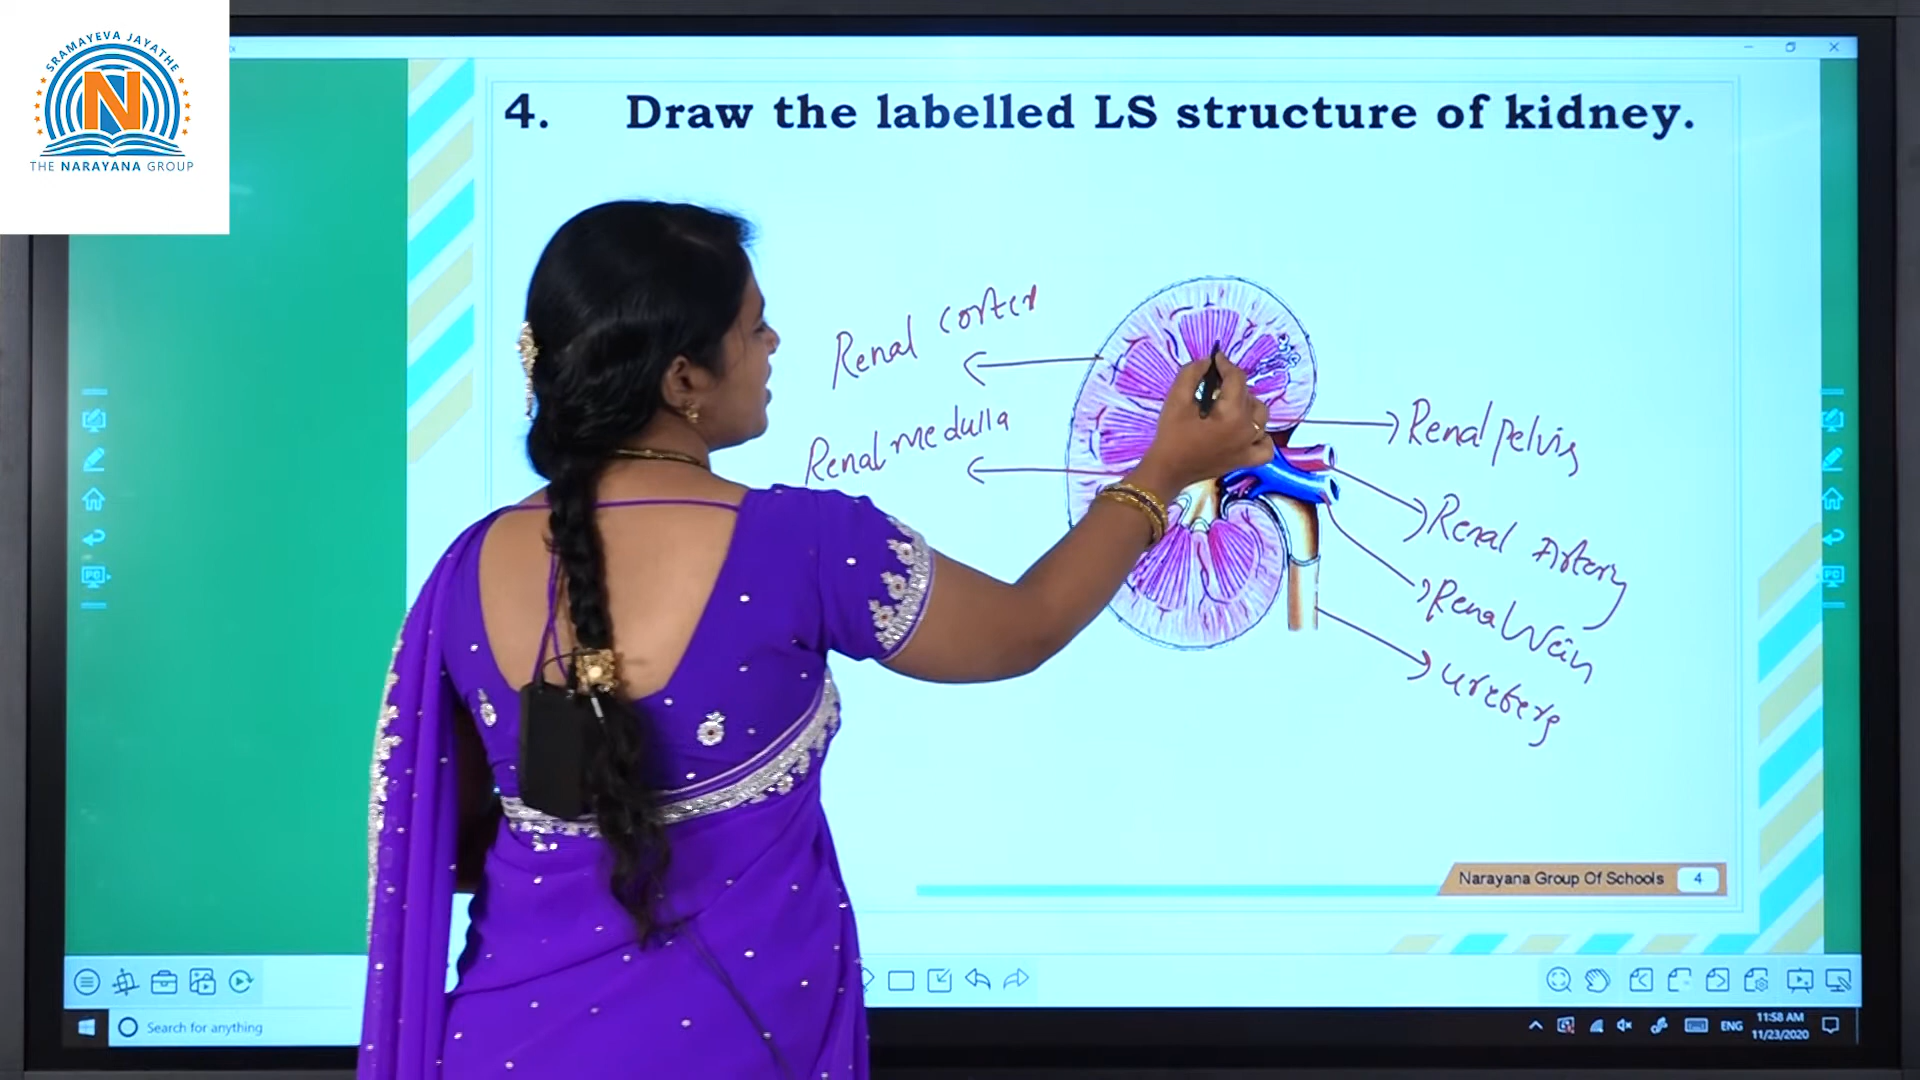 SRAMAYEVA JAYATHE
N
THE NARAYANA GROUP
4. Draw the labelled LS structure of kidney.
Renal cortex
Renal medulla
Renal pelvis
Renal Artery
Renal Vein
ureters
Narayana Group Of Schools 4
Search for anything
ENG
11:58 AM
11/23/2020
PC
PC